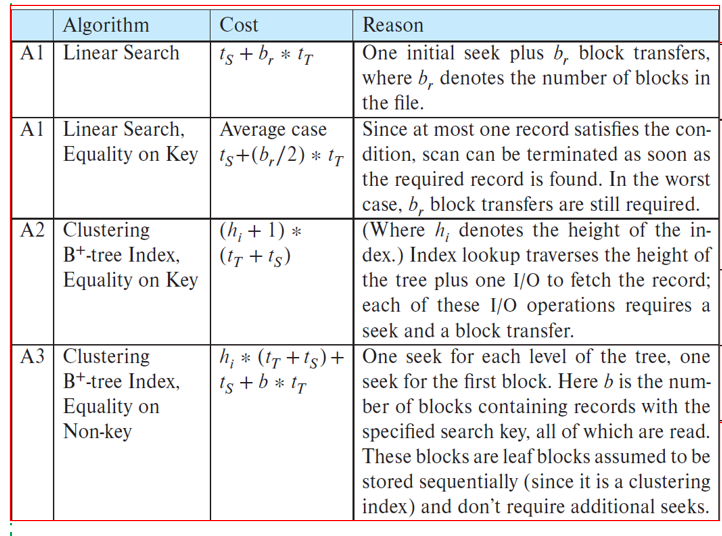 Algorithm Cost Reason
A1 Linear Search t_S + b_r * t_T One initial seek plus b_r block transfers,
where b_r denotes the number of blocks in
the file.
A1 Linear Search, Average case Since at most one record satisfies the con-
Equality on Key t_S+(b_r/2) * t_T dition, scan can be terminated as soon as
the required record is found. In the worst
case, b_r block transfers are still required.
A2 Clustering (h_i + 1) * (Where h_i denotes the height of the in-
B⁺-tree Index, (t_T + t_S) dex.) Index lookup traverses the height of
Equality on Key the tree plus one I/O to fetch the record;
each of these I/O operations requires a
seek and a block transfer.
A3 Clustering h_i * (t_T + t_S) + One seek for each level of the tree, one
B⁺-tree Index, t_S + b * t_T seek for the first block. Here b is the num-
Equality on ber of blocks containing records with the
Non-key specified search key, all of which are read.
These blocks are leaf blocks assumed to be
stored sequentially (since it is a clustering
index) and don't require additional seeks.